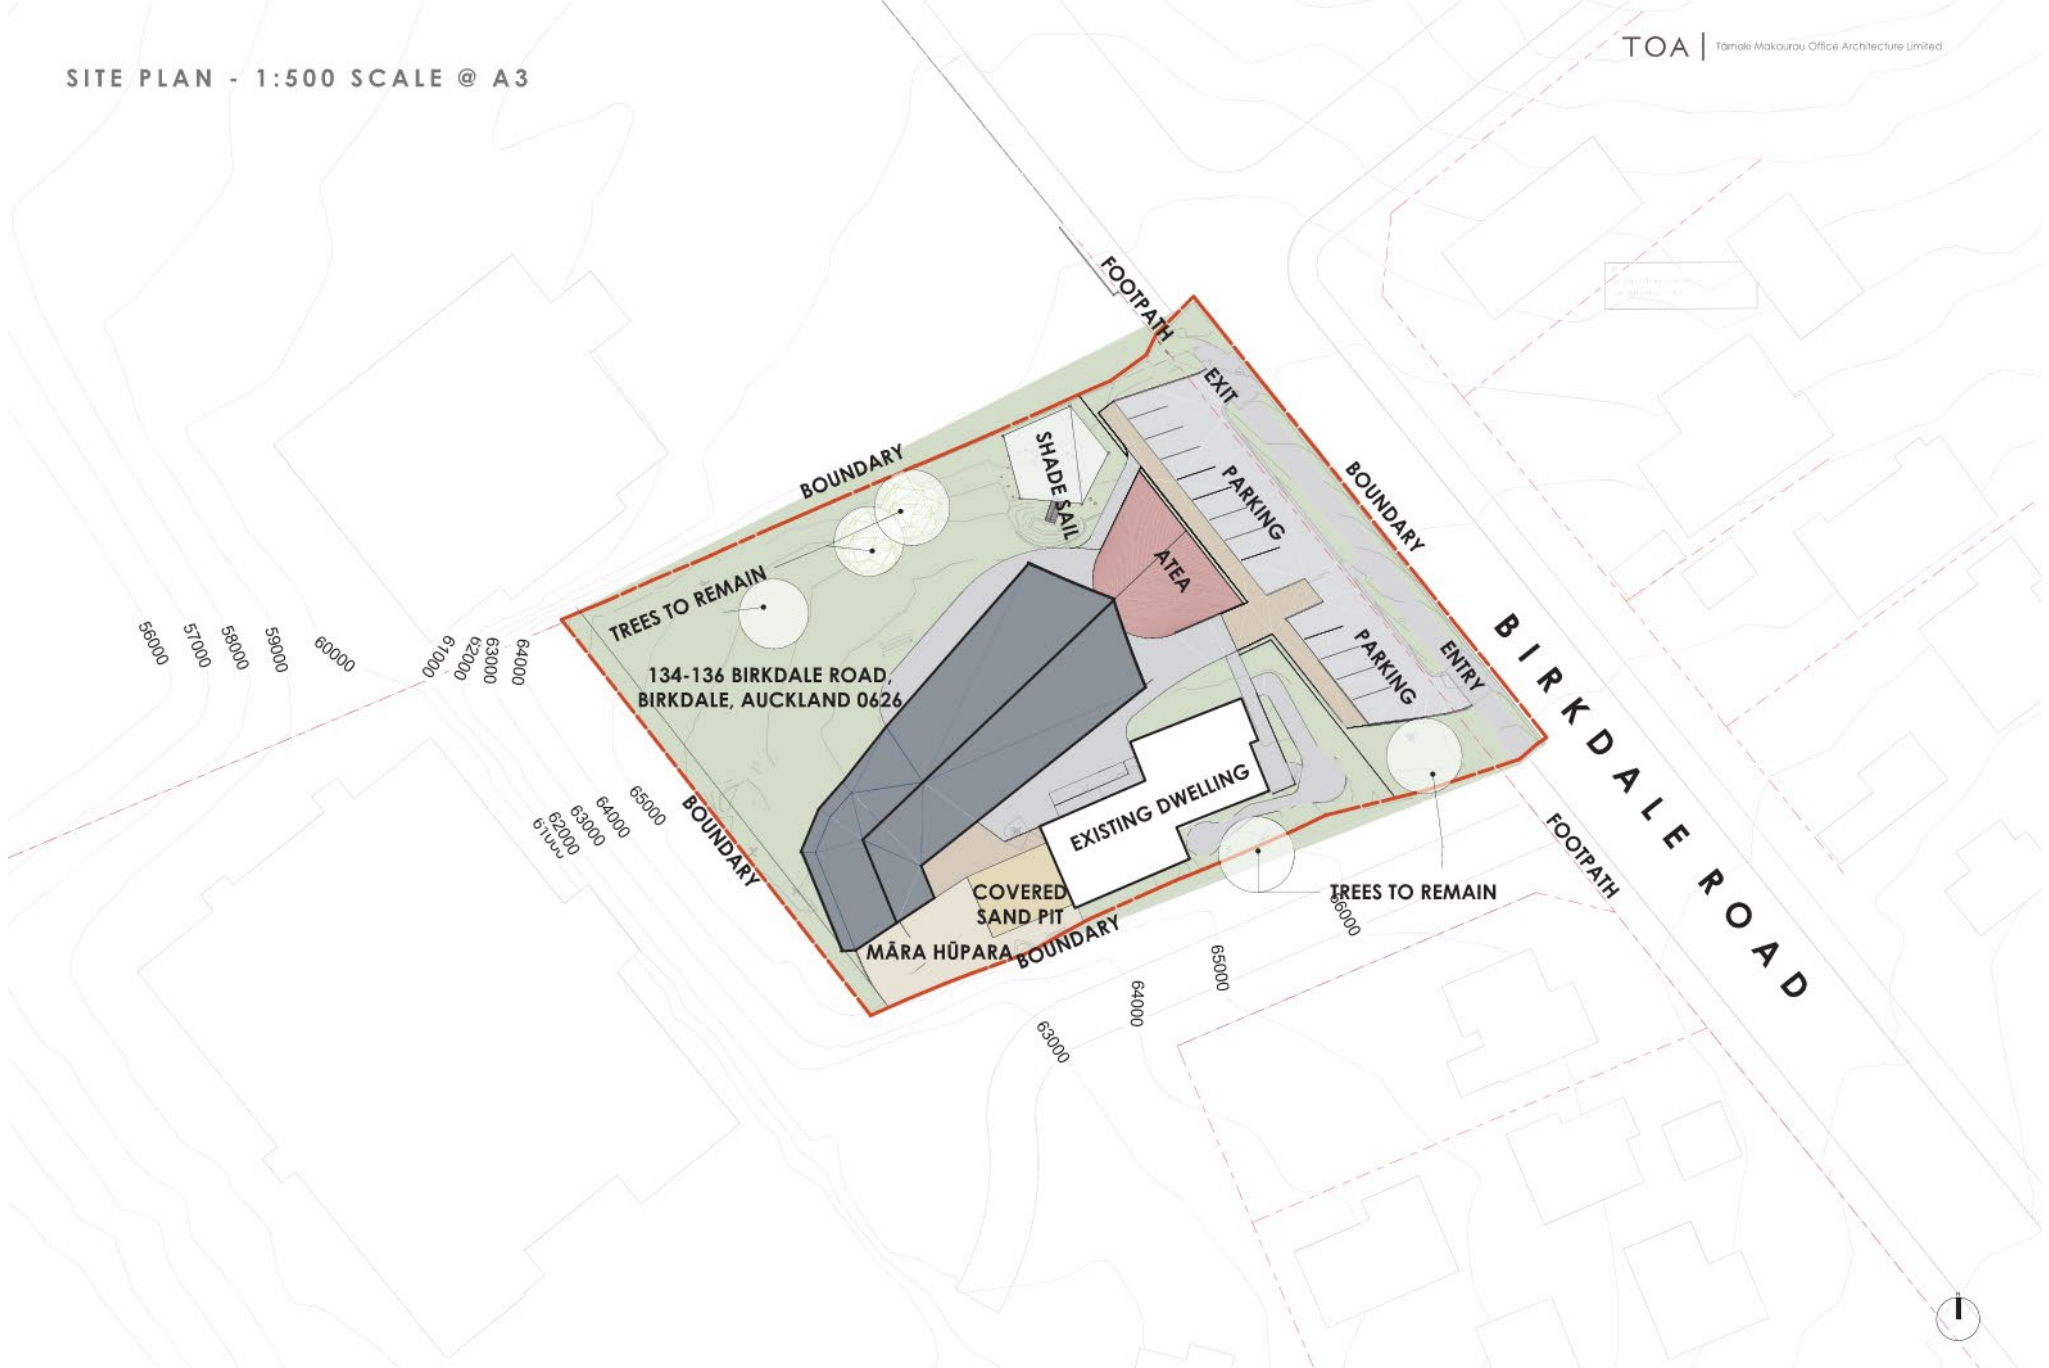 SITE PLAN - 1:500 SCALE @ A3
TOA | Tāmaki Makaurau Office Architecture Limited
FOOTPATH
EXIT
SHADE SAIL
PARKING
BOUNDARY
BOUNDARY
ATEA
TREES TO REMAIN
PARKING
ENTRY
BIRKDALE ROAD
56000
57000
58000
59000
60000
61000
62000
63000
64000
134-136 BIRKDALE ROAD,
BIRKDALE, AUCKLAND 0626
61000
62000
63000
64000
65000
BOUNDARY
EXISTING DWELLING
COVERED
SAND PIT
MĀRA HŪPARA
BOUNDARY
TREES TO REMAIN
FOOTPATH
66000
65000
64000
63000